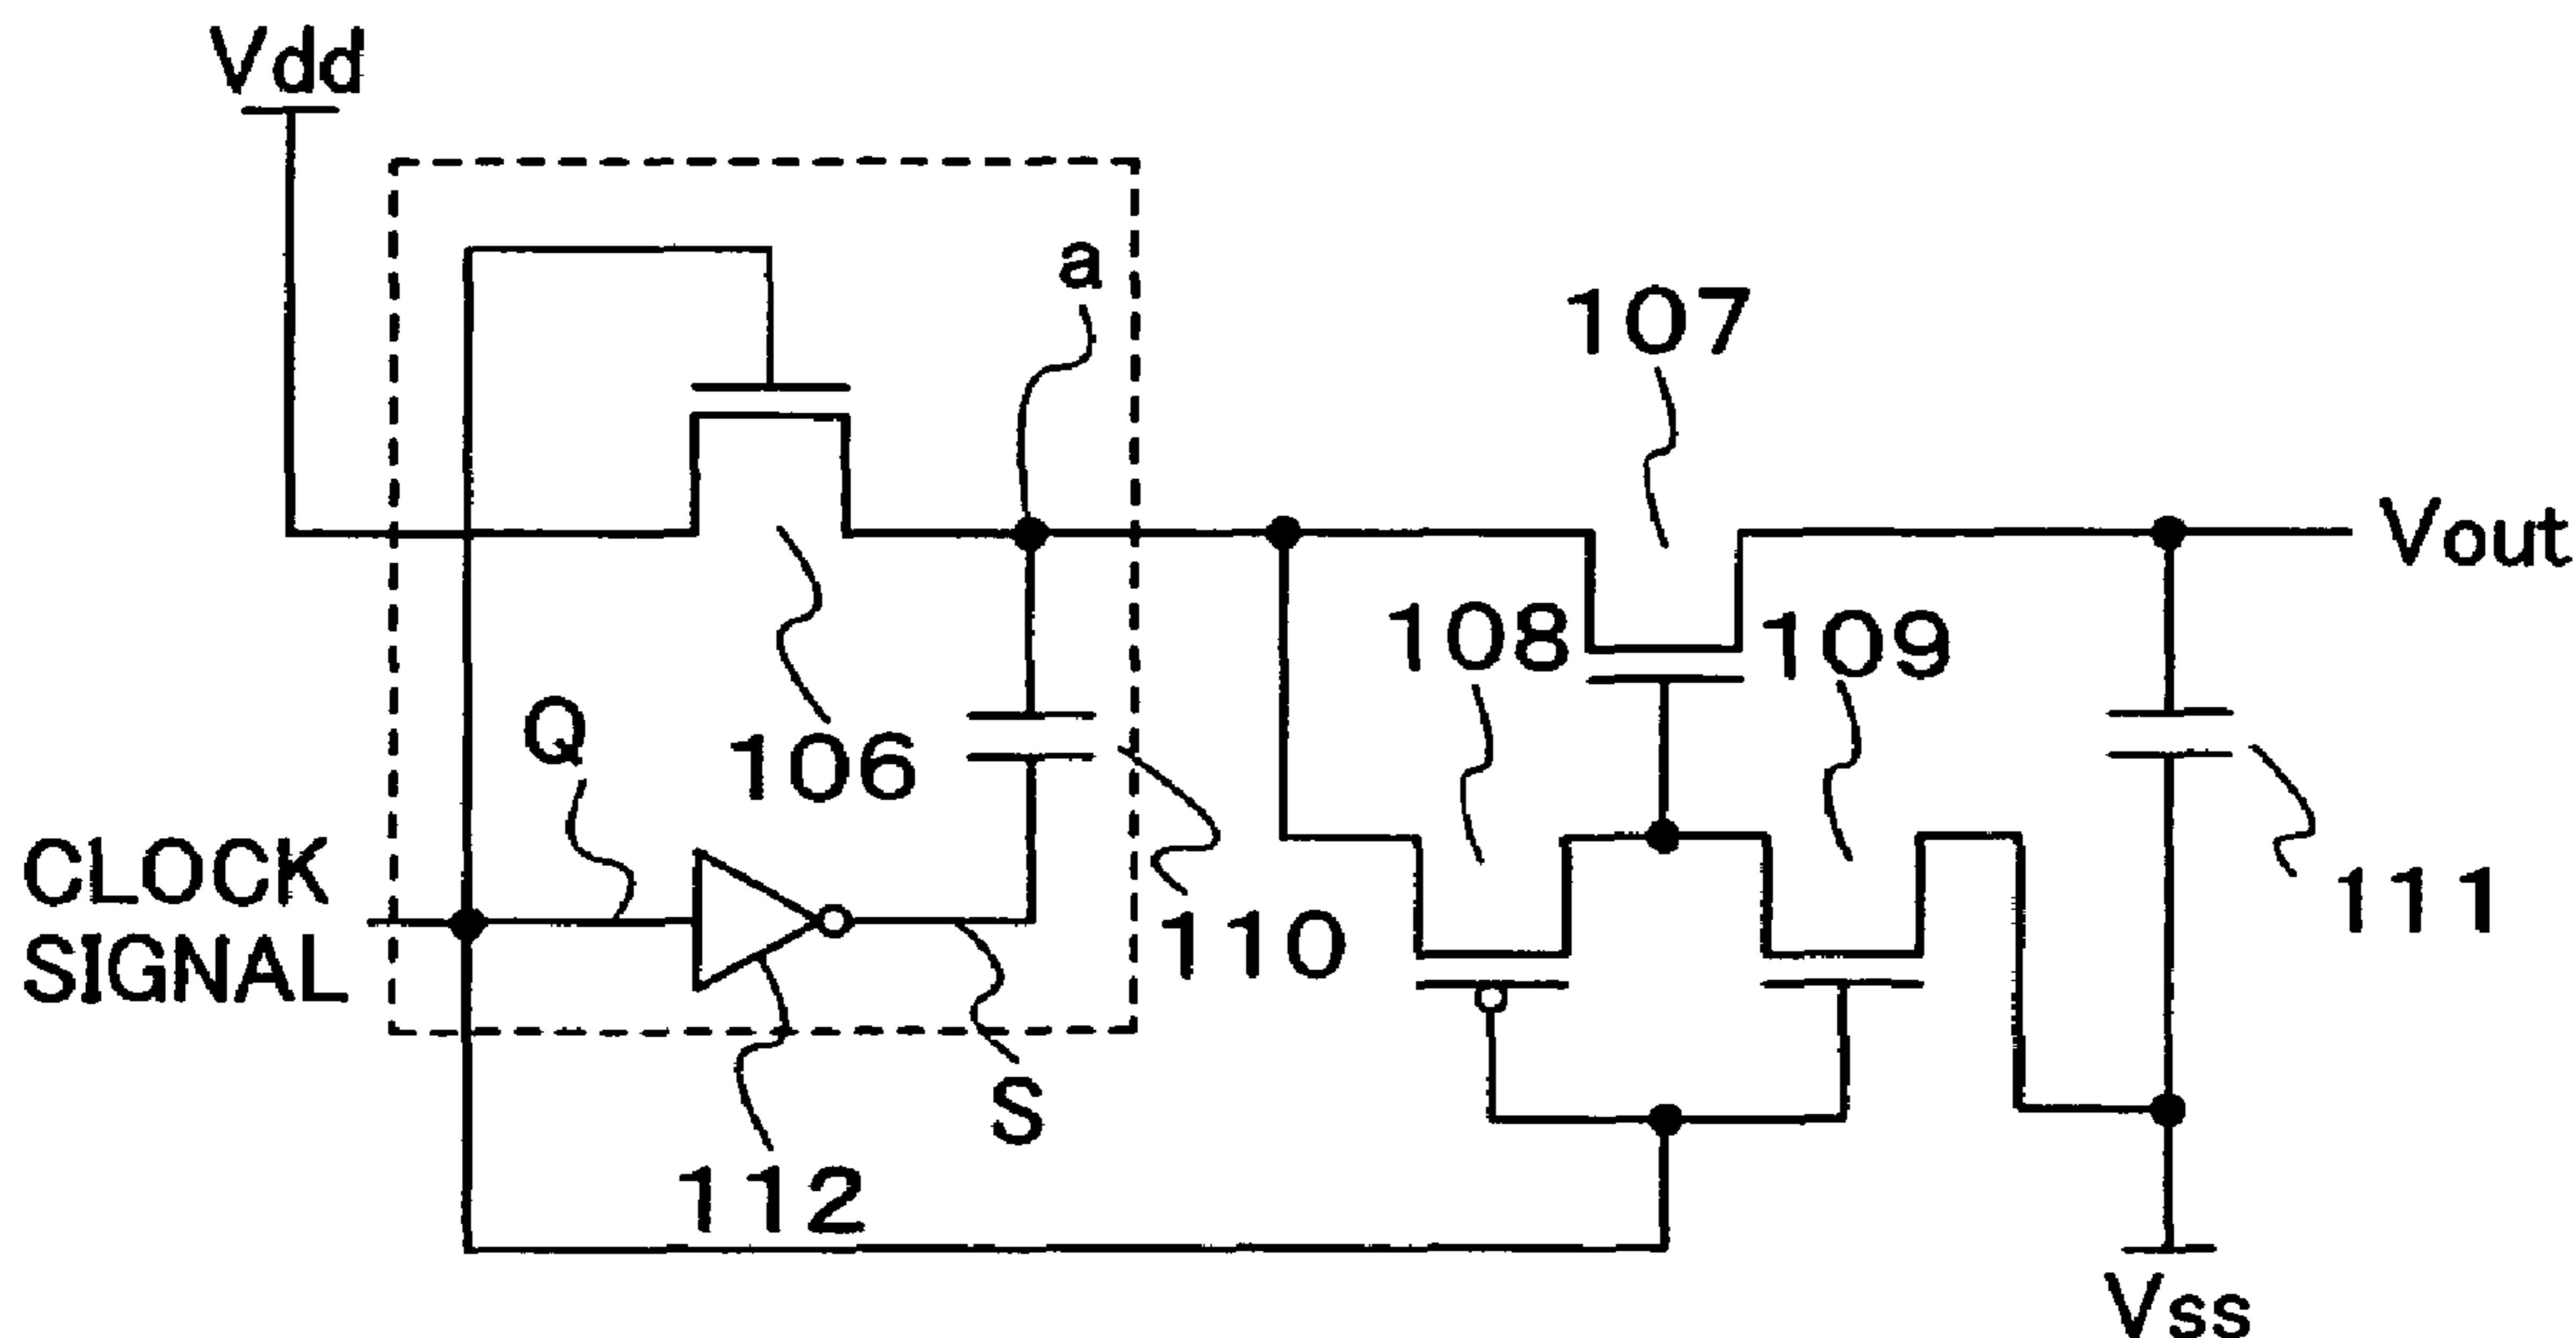 Vdd
a
107
Vout
108
109
Q
106
CLOCK
SIGNAL
110
111
S
112
Vss